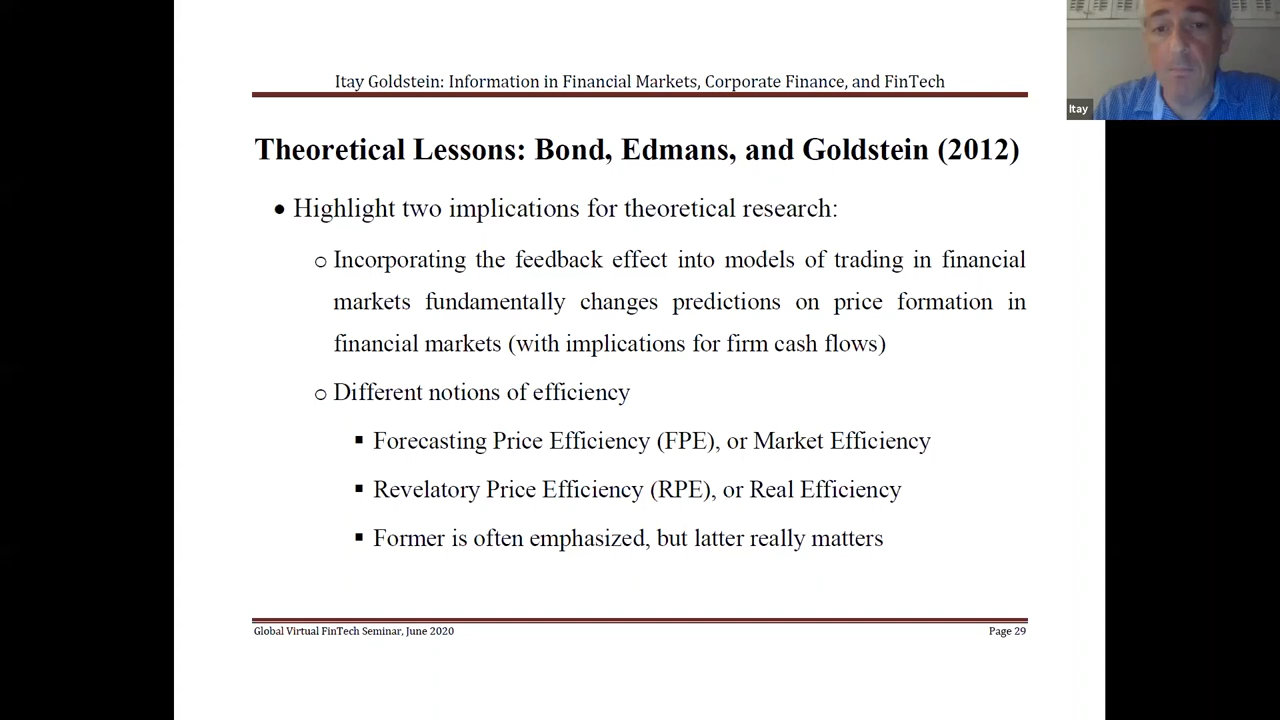 Itay Goldstein: Information in Financial Markets, Corporate Finance, and FinTech
Itay
Theoretical Lessons: Bond, Edmans, and Goldstein (2012)
• Highlight two implications for theoretical research:
o Incorporating the feedback effect into models of trading in financial
markets fundamentally changes predictions on price formation in
financial markets (with implications for firm cash flows)
o Different notions of efficiency
▪ Forecasting Price Efficiency (FPE), or Market Efficiency
▪ Revelatory Price Efficiency (RPE), or Real Efficiency
▪ Former is often emphasized, but latter really matters
Global Virtual FinTech Seminar, June 2020
Page 29